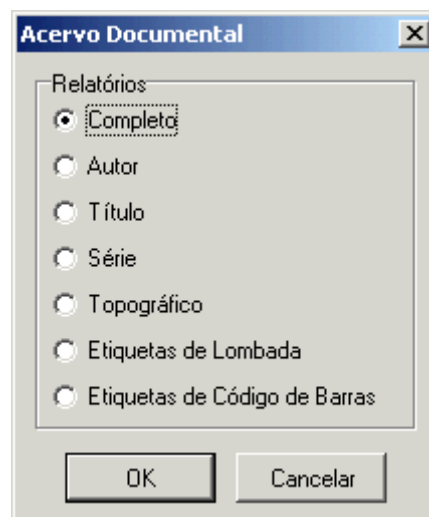 Acervo Documental
Relatórios
Completo
Autor
Título
Série
Topográfico
Etiquetas de Lombada
Etiquetas de Código de Barras
OK Cancelar